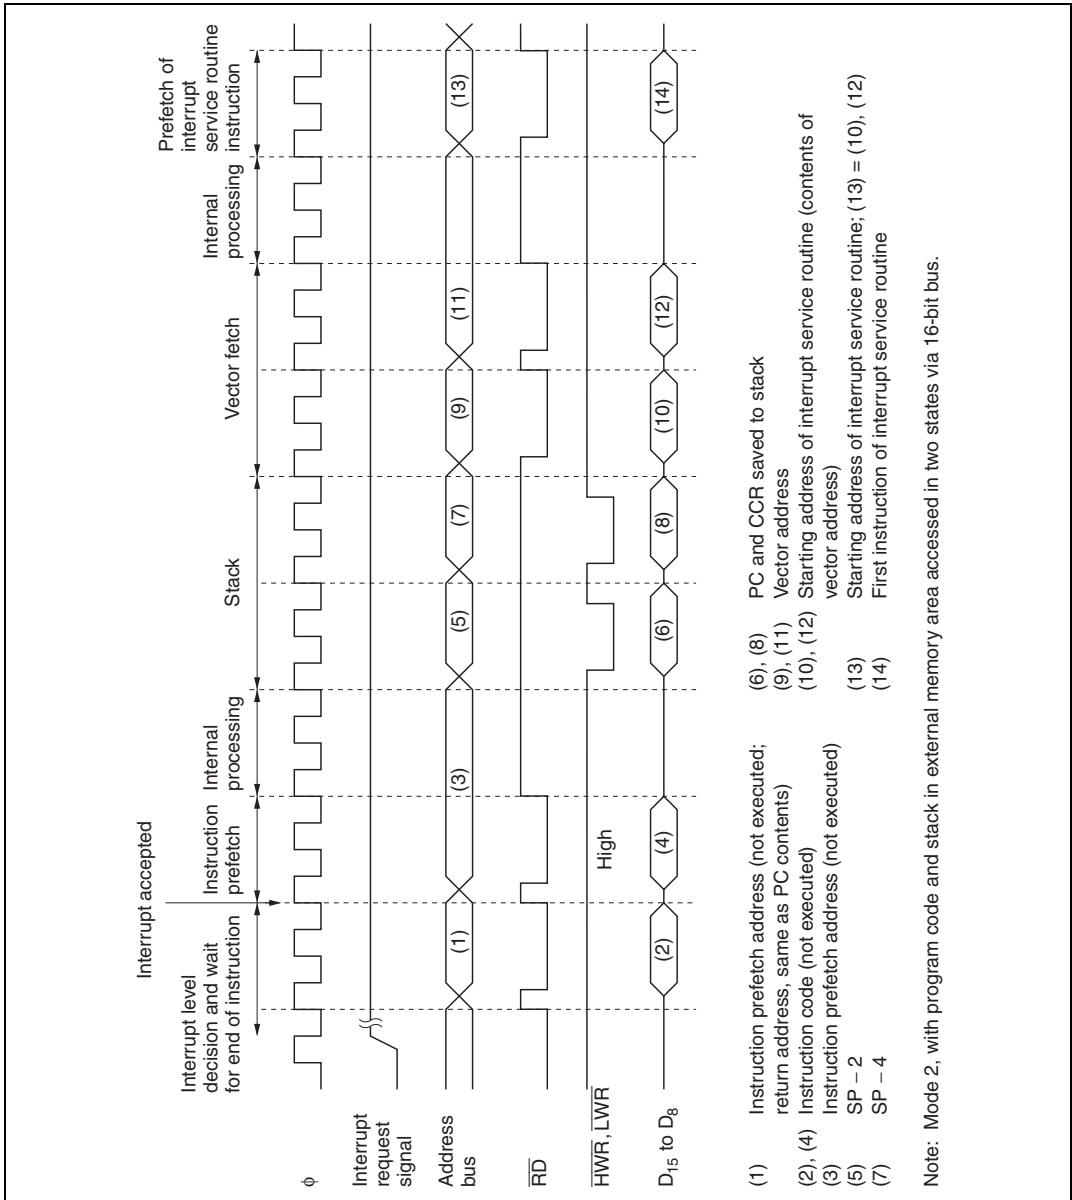 Interrupt accepted
Interrupt level
decision and wait
for end of instruction
Instruction
prefetch
Internal
processing
Stack
Vector fetch
Internal
processing
Prefetch of
interrupt
service routine
instruction
φ
Interrupt
request
signal
Address
bus
(1)
(3)
(5)
(7)
(9)
(11)
(13)
RD
HWR, LWR
High
D15 to D8
(2)
(4)
(6)
(8)
(10)
(12)
(14)
(1) Instruction prefetch address (not executed;
return address, same as PC contents)
(2), (4) Instruction code (not executed)
(3) Instruction prefetch address (not executed)
(5) SP – 2
(7) SP – 4
(6), (8) PC and CCR saved to stack
(9), (11) Vector address
(10), (12) Starting address of interrupt service routine (contents of
vector address)
(13) Starting address of interrupt service routine; (13) = (10), (12)
(14) First instruction of interrupt service routine
Note: Mode 2, with program code and stack in external memory area accessed in two states via 16-bit bus.